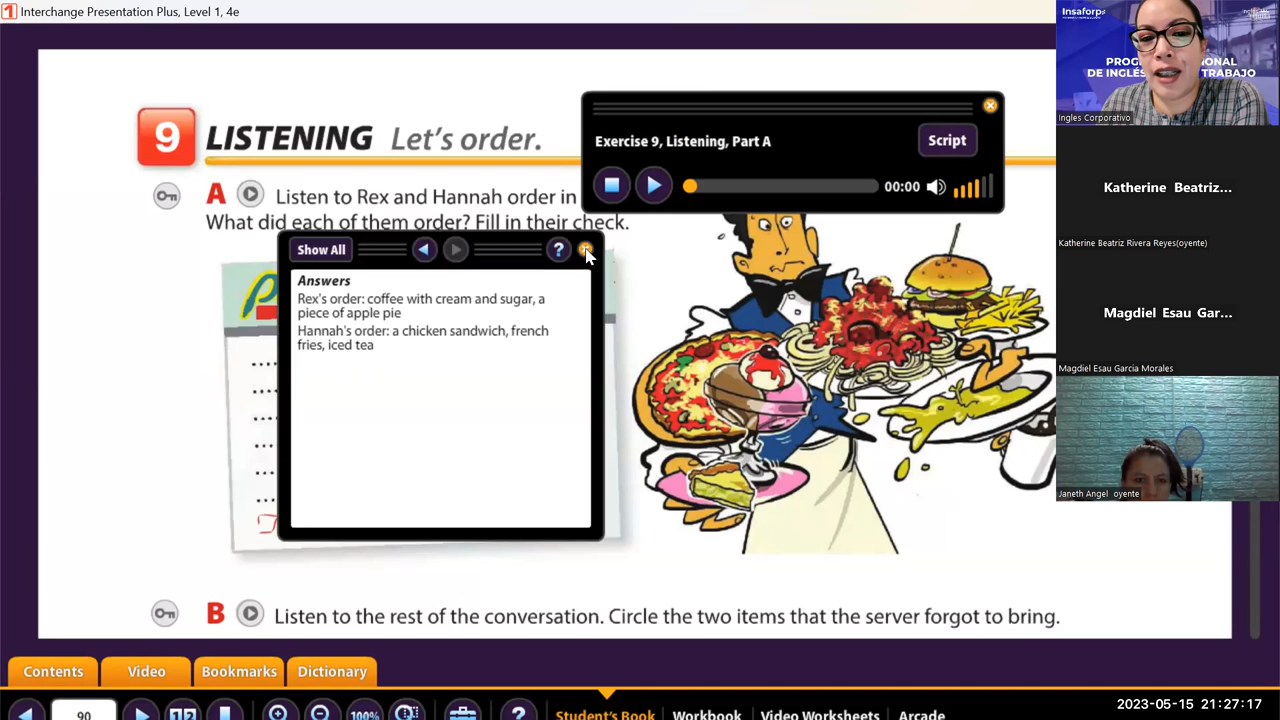 Interchange Presentation Plus, Level 1, 4e
9 LISTENING Let's order.
A Listen to Rex and Hannah order in
What did each of them order? Fill in their check.
Exercise 9, Listening, Part A
Script
00:00
Show All
?
Answers
Rex's order: coffee with cream and sugar, a
piece of apple pie
Hannah's order: a chicken sandwich, french
fries, iced tea
B Listen to the rest of the conversation. Circle the two items that the server forgot to bring.
Contents
Video
Bookmarks
Dictionary
90
100%
?
Student's Book
Workbook
Video Worksheets
Arcade
Insaforp
DE INGLÉS
TRABAJO
Ingles Corporativo
Katherine Beatriz...
Katherine Beatriz Rivera Reyes(oyente)
Magdiel Esau Gar...
Magdiel Esau Garcia Morales
Janeth Angel oyente
2023-05-15 21:27:17